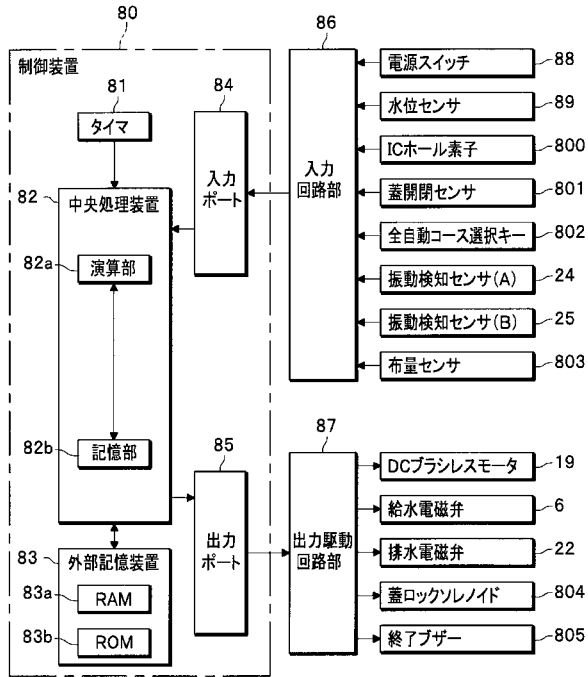 80
制御装置
81
タイマ
82
中央処理装置
82a
演算部
82b
記憶部
83
外部記憶装置
83a
RAM
83b
ROM
84
入力
ポート
85
出力
ポート
86
入力
回路部
電源スイッチ
88
水位センサ
89
ICホール素子
800
蓋開閉センサ
801
全自動コース選択キー
802
振動検知センサ(A)
24
振動検知センサ(B)
25
布量センサ
803
87
出力駆動
回路部
DCブラシレスモータ
19
給水電磁弁
6
排水電磁弁
22
蓋ロックソレノイド
804
終了ブザー
805